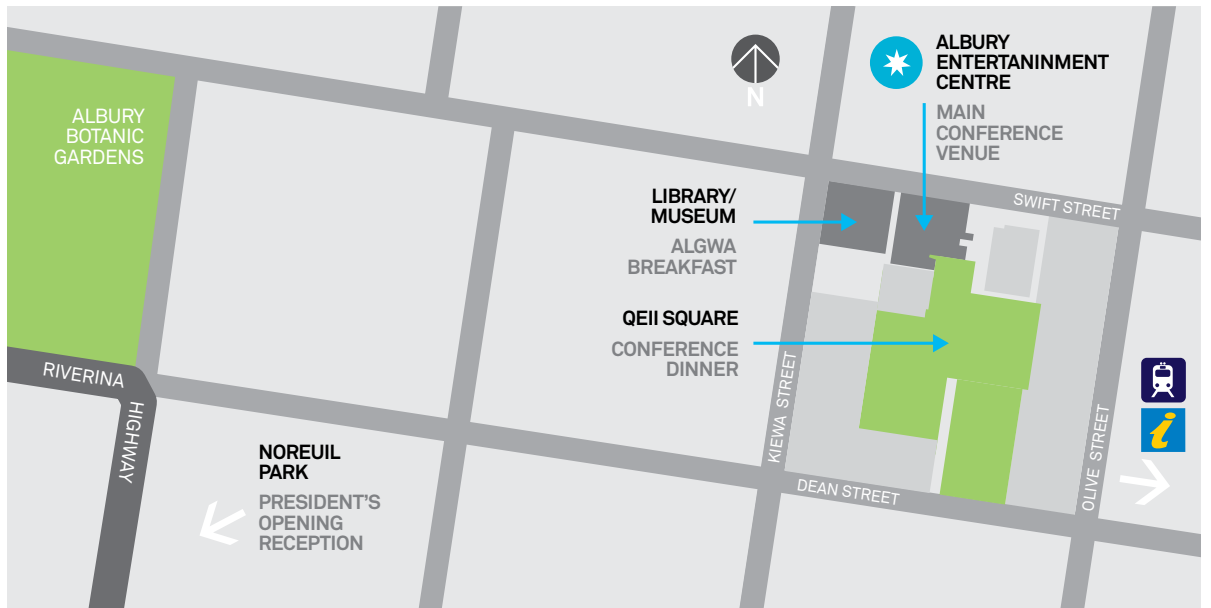 ALBURY
BOTANIC
GARDENS
N
ALBURY
ENTERTANINMENT
CENTRE
MAIN
CONFERENCE
VENUE
LIBRARY/
MUSEUM
ALGWA
BREAKFAST
SWIFT STREET
QEII SQUARE
CONFERENCE
DINNER
RIVERINA
HIGHWAY
KIEWA STREET
OLIVE STREET
i
DEAN STREET
NOREUIL
PARK
PRESIDENT'S
OPENING
RECEPTION